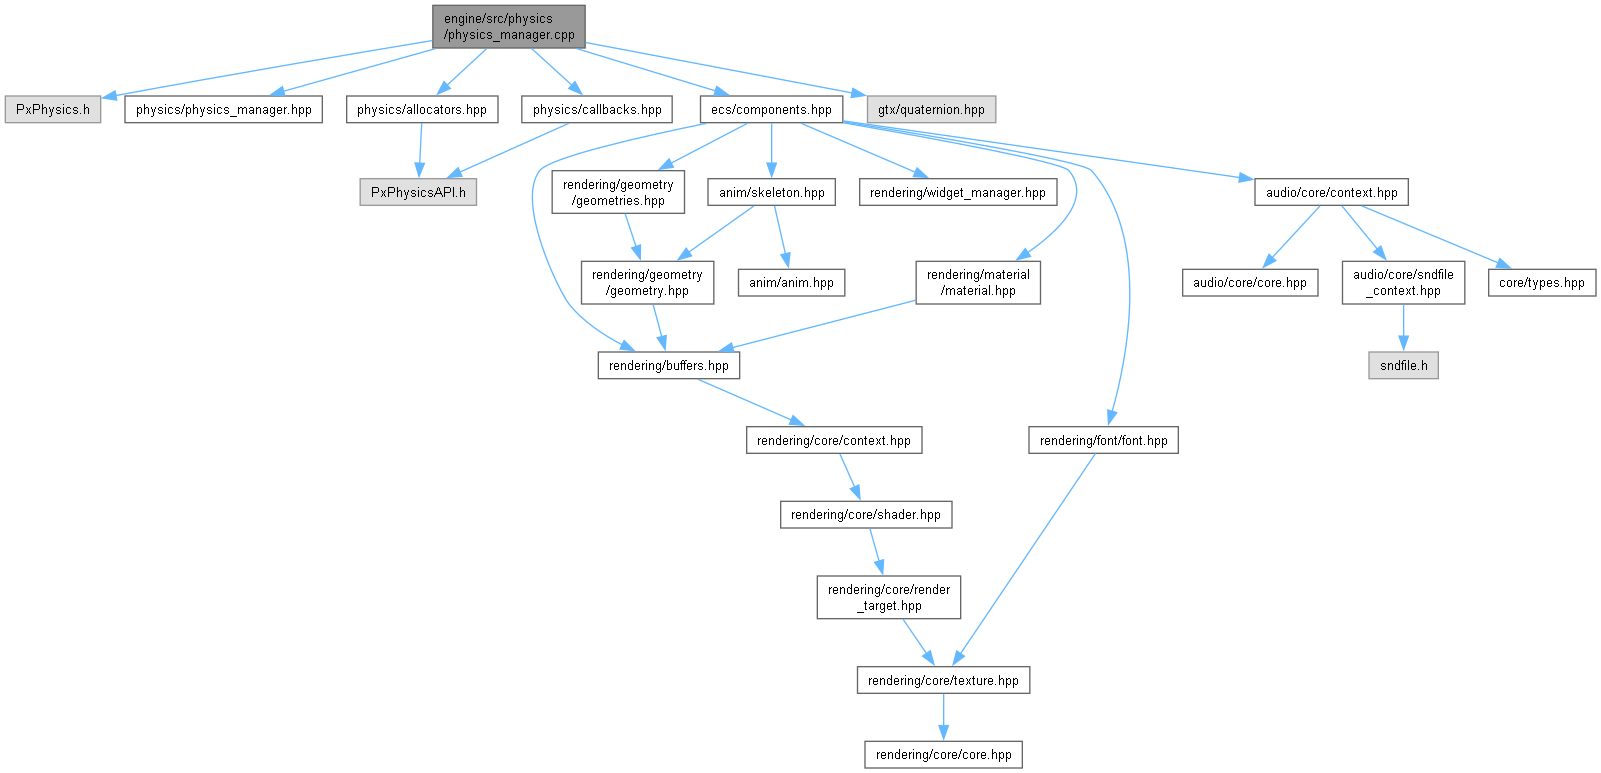 engine/src/physics
/physics_manager.cpp
PxPhysics.h
physics/physics_manager.hpp
physics/allocators.hpp
physics/callbacks.hpp
ecs/components.hpp
gtx/quaternion.hpp
PxPhysicsAPI.h
rendering/geometry
/geometries.hpp
anim/skeleton.hpp
rendering/widget_manager.hpp
audio/core/context.hpp
rendering/geometry
/geometry.hpp
anim/anim.hpp
rendering/material
/material.hpp
audio/core/core.hpp
audio/core/sndfile
_context.hpp
core/types.hpp
rendering/buffers.hpp
sndfile.h
rendering/core/context.hpp
rendering/font/font.hpp
rendering/core/shader.hpp
rendering/core/render
_target.hpp
rendering/core/texture.hpp
rendering/core/core.hpp